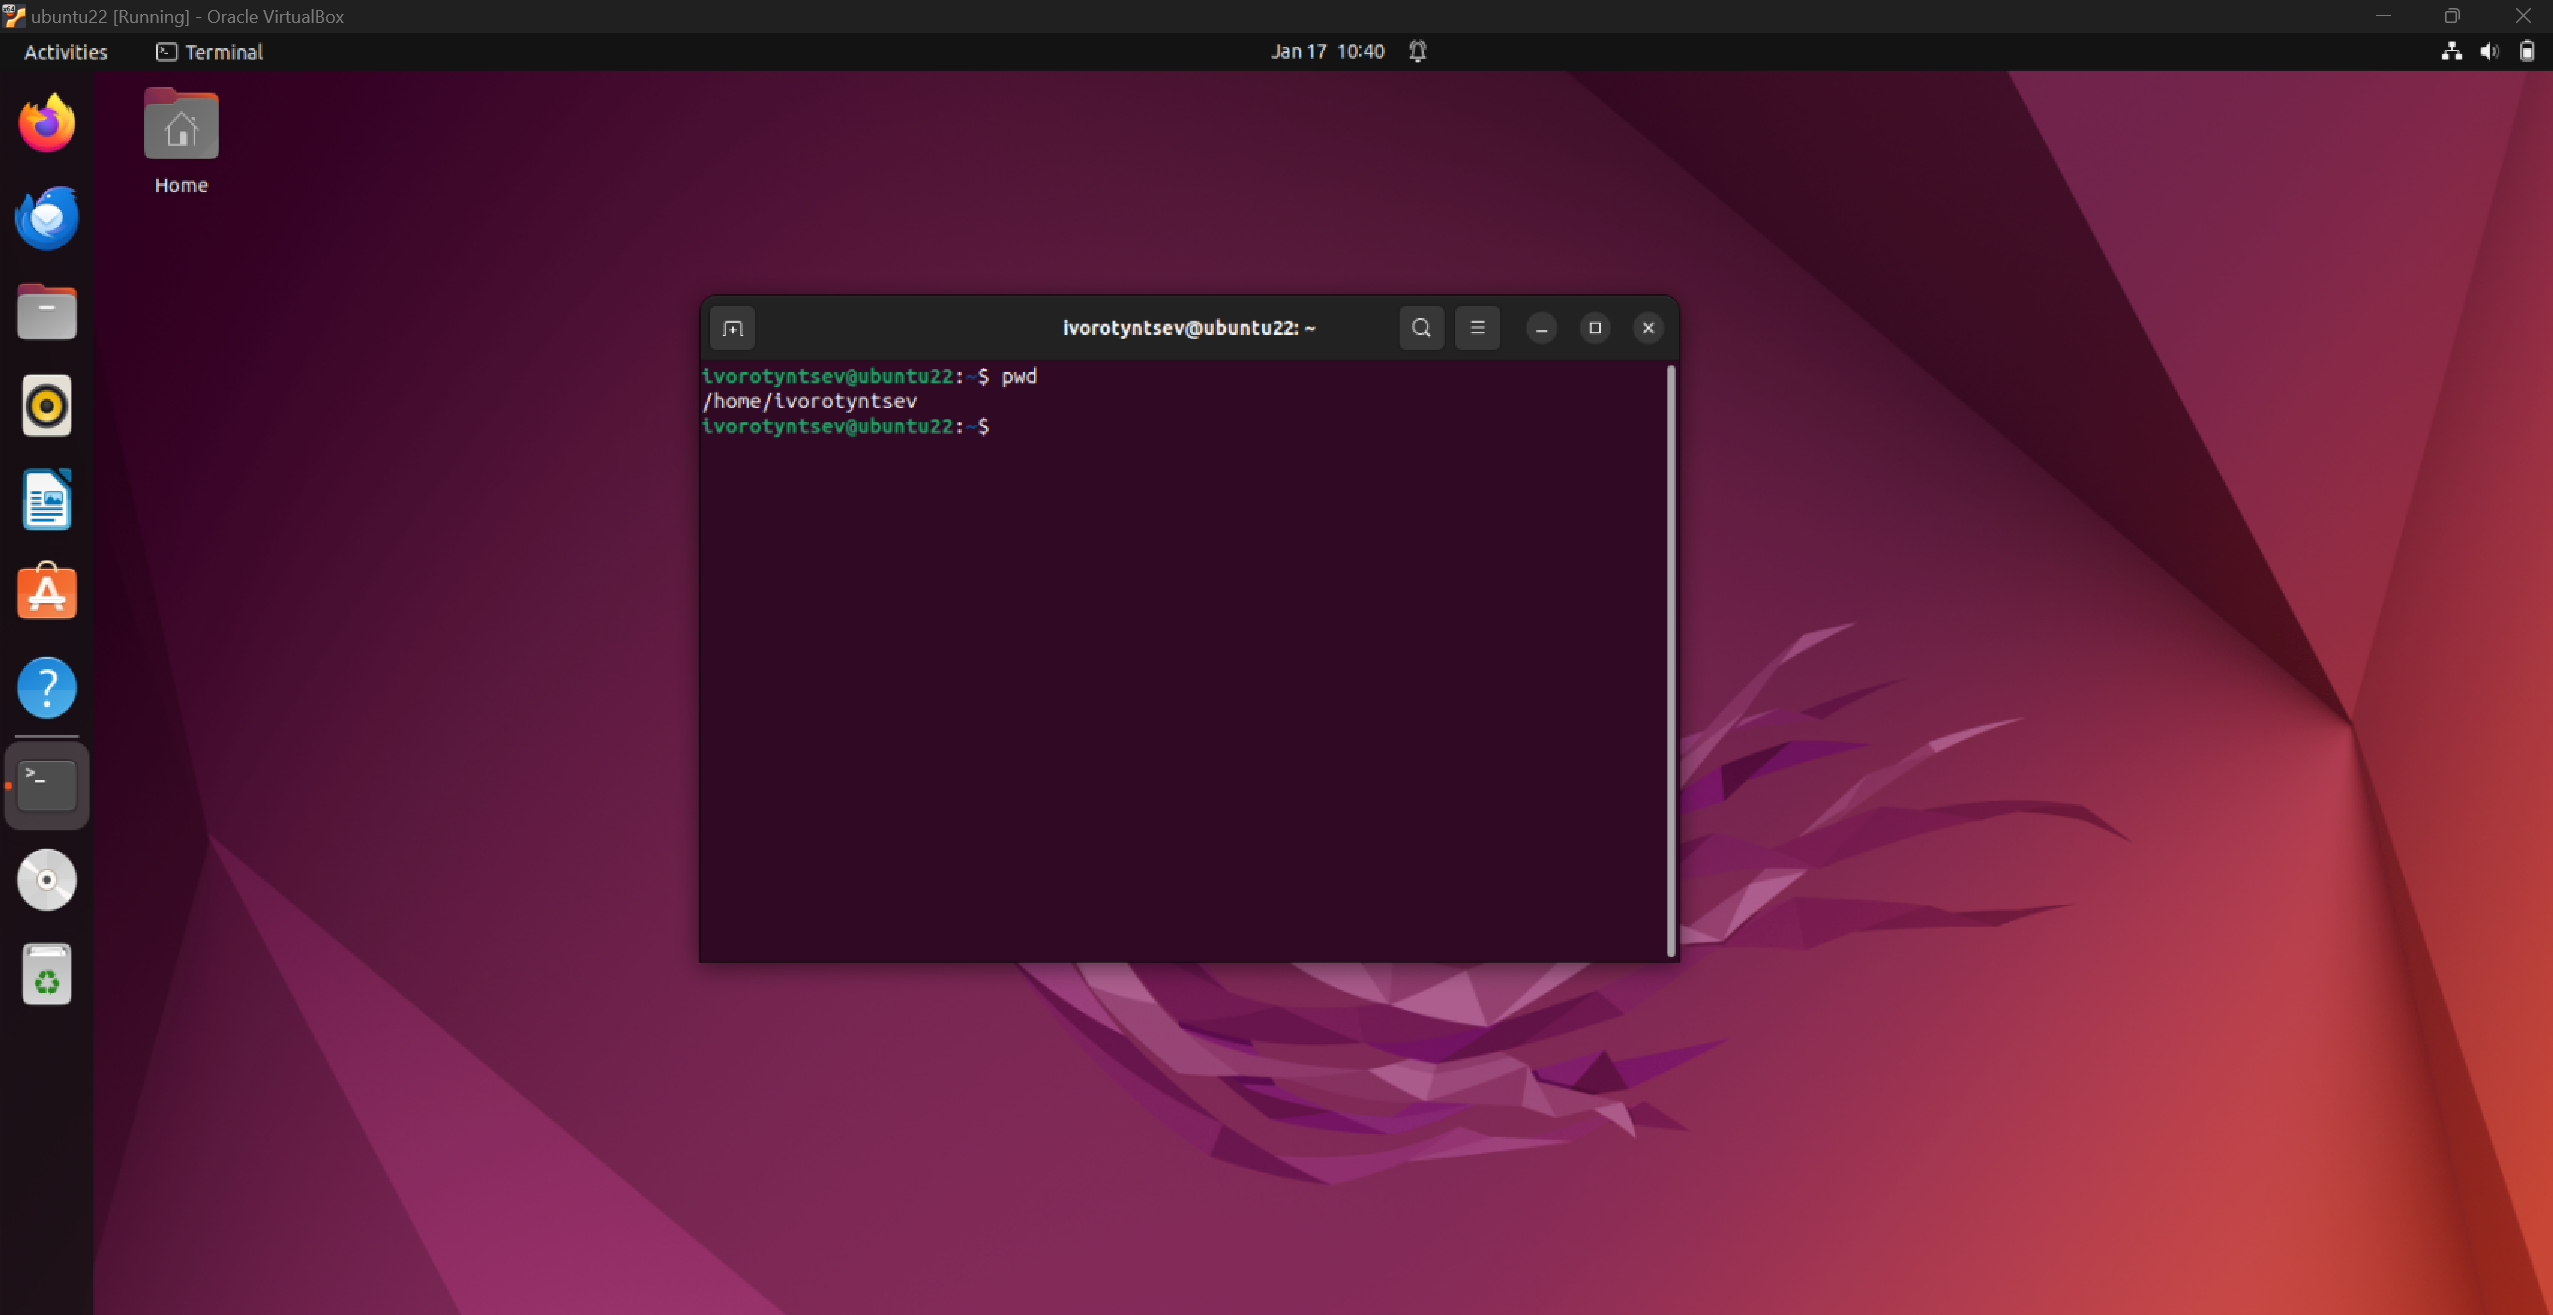 ubuntu22 [Running] - Oracle VirtualBox
Activities
Terminal
Jan 17 10:40
Home
ivorotyntsev@ubuntu22: ~
ivorotyntsev@ubuntu22:~$ pwd
/home/ivorotyntsev
ivorotyntsev@ubuntu22:~$